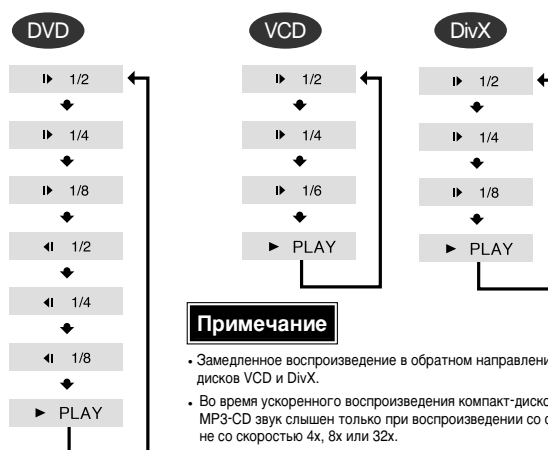 DVD
VCD
DivX
1/2
1/4
1/8
1/2
1/4
1/8
PLAY
1/2
1/4
1/6
PLAY
1/2
1/4
1/8
PLAY
Примечание
• Замедленное воспроизведение в обратном направлени
дисков VCD и DivX.
• Во время ускоренного воспроизведения компакт-диско
MP3-CD звук слышен только при воспроизведении со с
не со скоростью 4x, 8x или 32x.